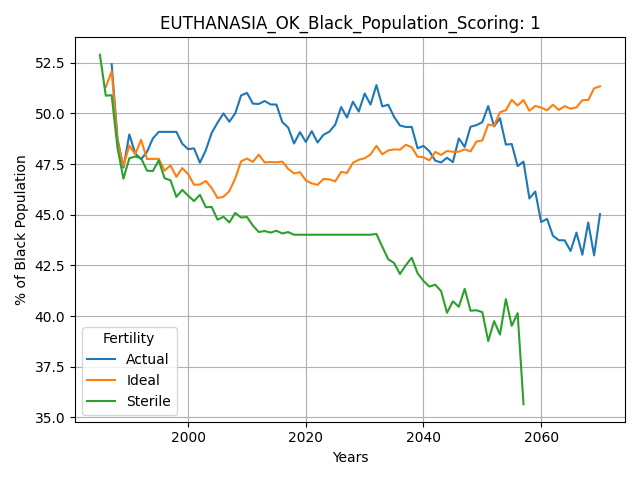 EUTHANASIA_OK_Black_Population_Scoring: 1
% of Black Population
52.5
50.0
47.5
45.0
42.5
40.0
37.5
35.0
Fertility
Actual
Ideal
Sterile
2000 2020 2040 2060
Years